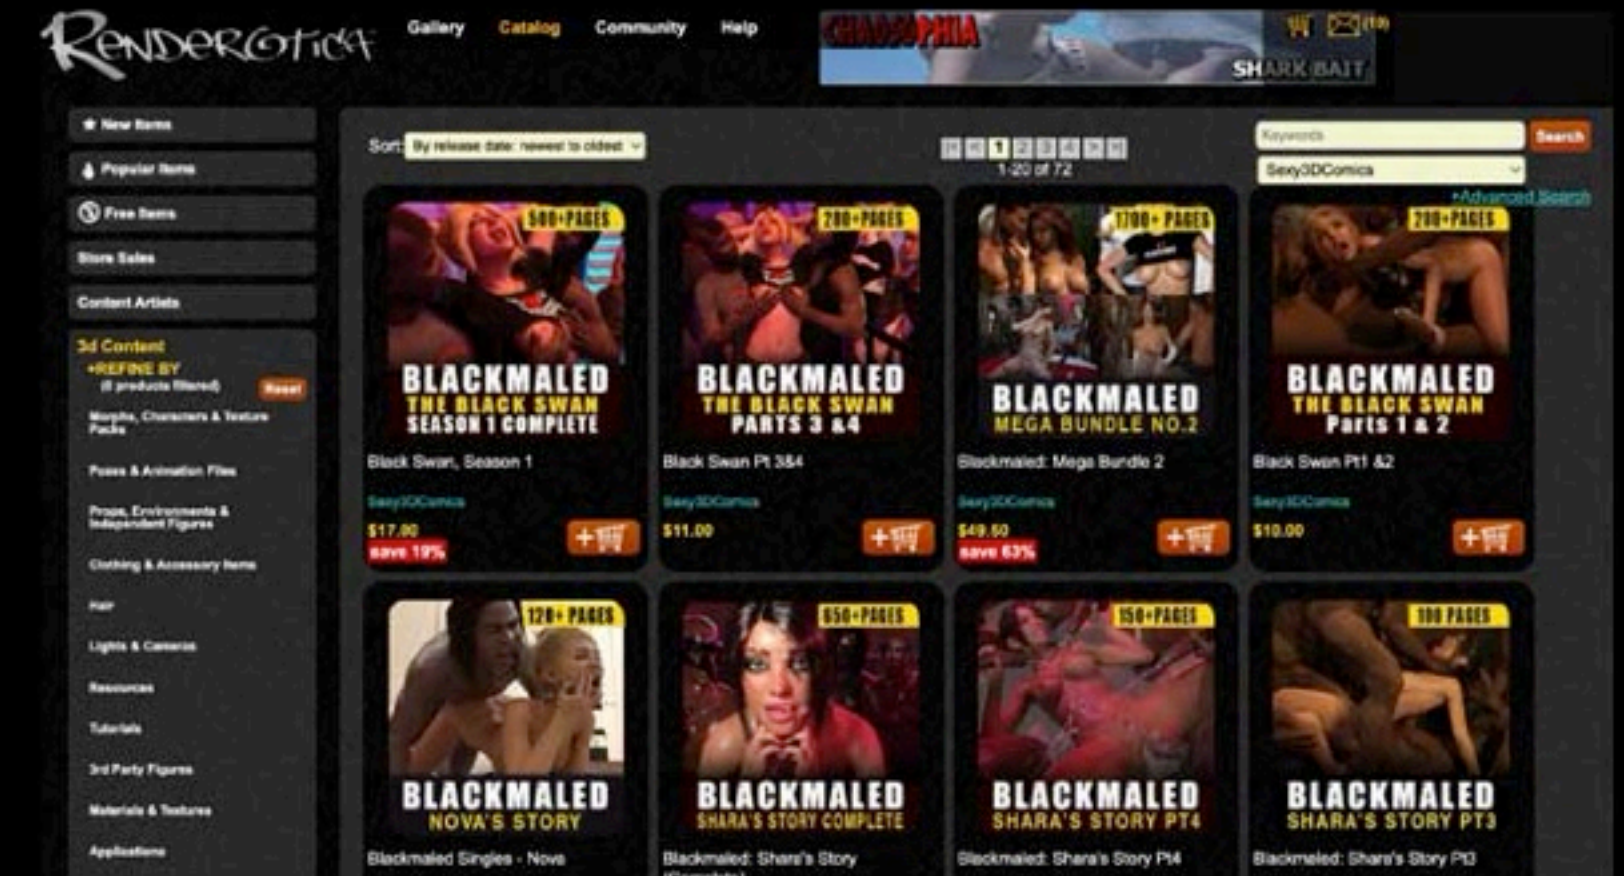 RENDEROTICA
Gallery Catalog Community Help
CHAOSOPHIA
SHARK BAIT
(19)
New Items
Popular Items
Free Items
Store Sales
Content Artists
3d Content
+REFINE BY
(0 products filtered)
Reset
Morphs, Characters & Texture
Packs
Poses & Animation Files
Props, Environments &
Independent Figures
Clothing & Accessory Items
Hair
Lights & Cameras
Resources
Tutorials
3rd Party Figures
Materials & Textures
Applications
Sort: By release date: newest to oldest
|< << 1 2 3 4 > >|
1-20 of 72
Keywords
Search
Sexy3DComics
+Advanced Search
500+PAGES
BLACKMALED
THE BLACK SWAN
SEASON 1 COMPLETE
Black Swan, Season 1
Sexy3DComics
$17.80
save 19%
200+PAGES
BLACKMALED
THE BLACK SWAN
PARTS 3 &4
Black Swan Pt 3&4
Sexy3DComics
$11.00
1700+ PAGES
BLACKMALED
MEGA BUNDLE NO.2
Blackmaled: Mega Bundle 2
Sexy3DComics
$49.50
save 63%
200+PAGES
BLACKMALED
THE BLACK SWAN
Parts 1 & 2
Black Swan Pt1 &2
Sexy3DComics
$10.00
120+ PAGES
BLACKMALED
NOVA'S STORY
Blackmaled Singles - Nova
650+PAGES
BLACKMALED
SHARA'S STORY COMPLETE
Blackmaled: Shara's Story
(Complete)
150+PAGES
BLACKMALED
SHARA'S STORY PT4
Blackmaled: Shara's Story Pt4
100 PAGES
BLACKMALED
SHARA'S STORY PT3
Blackmaled: Shara's Story Pt3